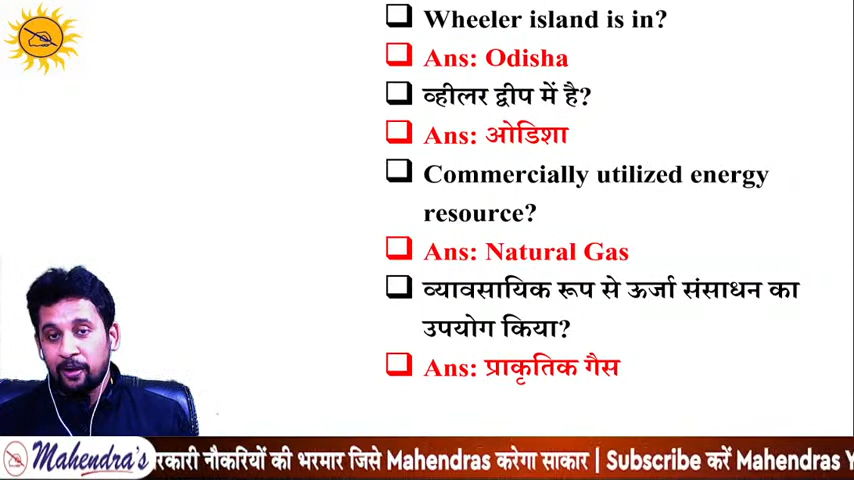 Wheeler island is in?
Ans: Odisha
व्हीलर द्वीप में है?
Ans: ओडिशा
Commercially utilized energy
resource?
Ans: Natural Gas
व्यावसायिक रूप से ऊर्जा संसाधन का
उपयोग किया?
Ans: प्राकृतिक गैस
Mahendra's रकारी नौकरियों की भरमार जिसे Mahendras करेगा साकार | Subscribe करें Mahendras Y